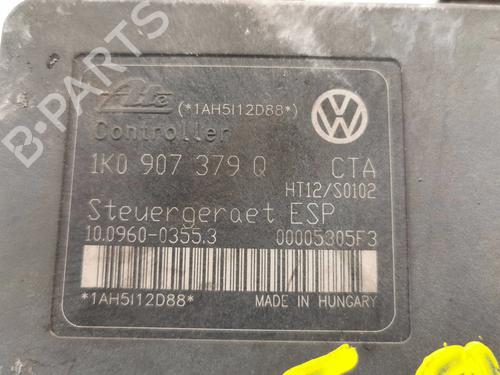 B-PARTS
Ate (*1AH5I12D88*)
Controller
1K0 907 379 Q CTA
HT12/S0102
Steuergeraet ESP
10.0960-0355.3 00005305F3
*1AH5I12D88* MADE IN HUNGARY